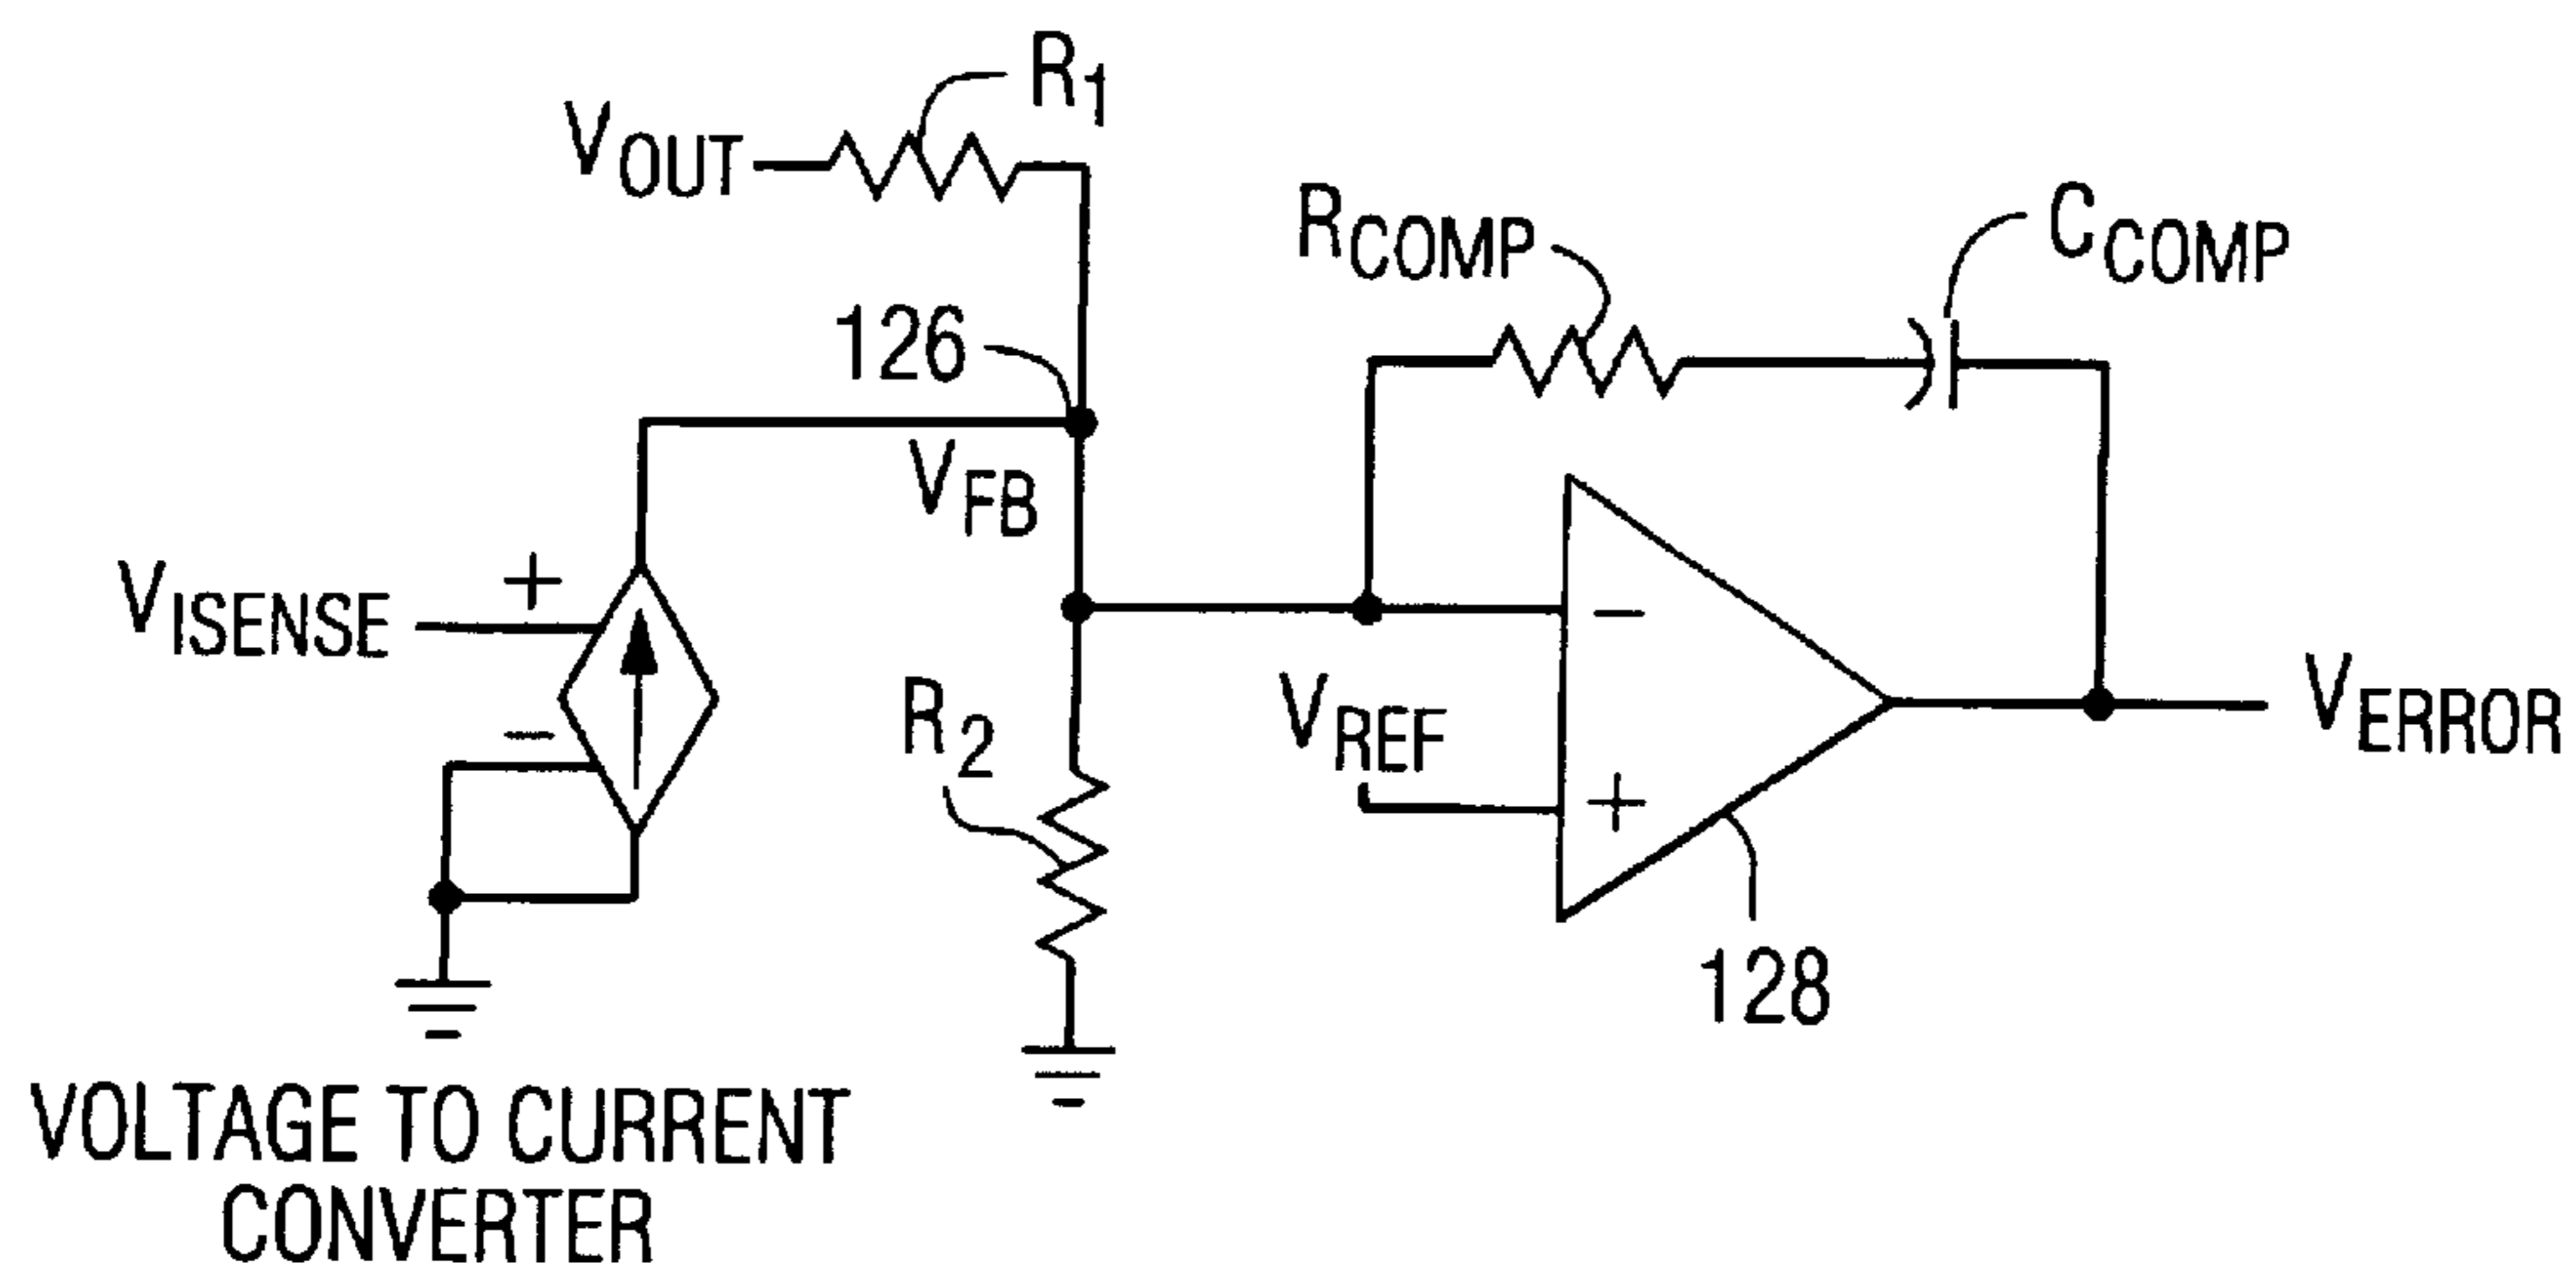 R1
VOUT
RCOMP
CCOMP
126
VFB
VISENSE
+
−
R2
VREF
−
+
VERROR
128
VOLTAGE TO CURRENT
CONVERTER